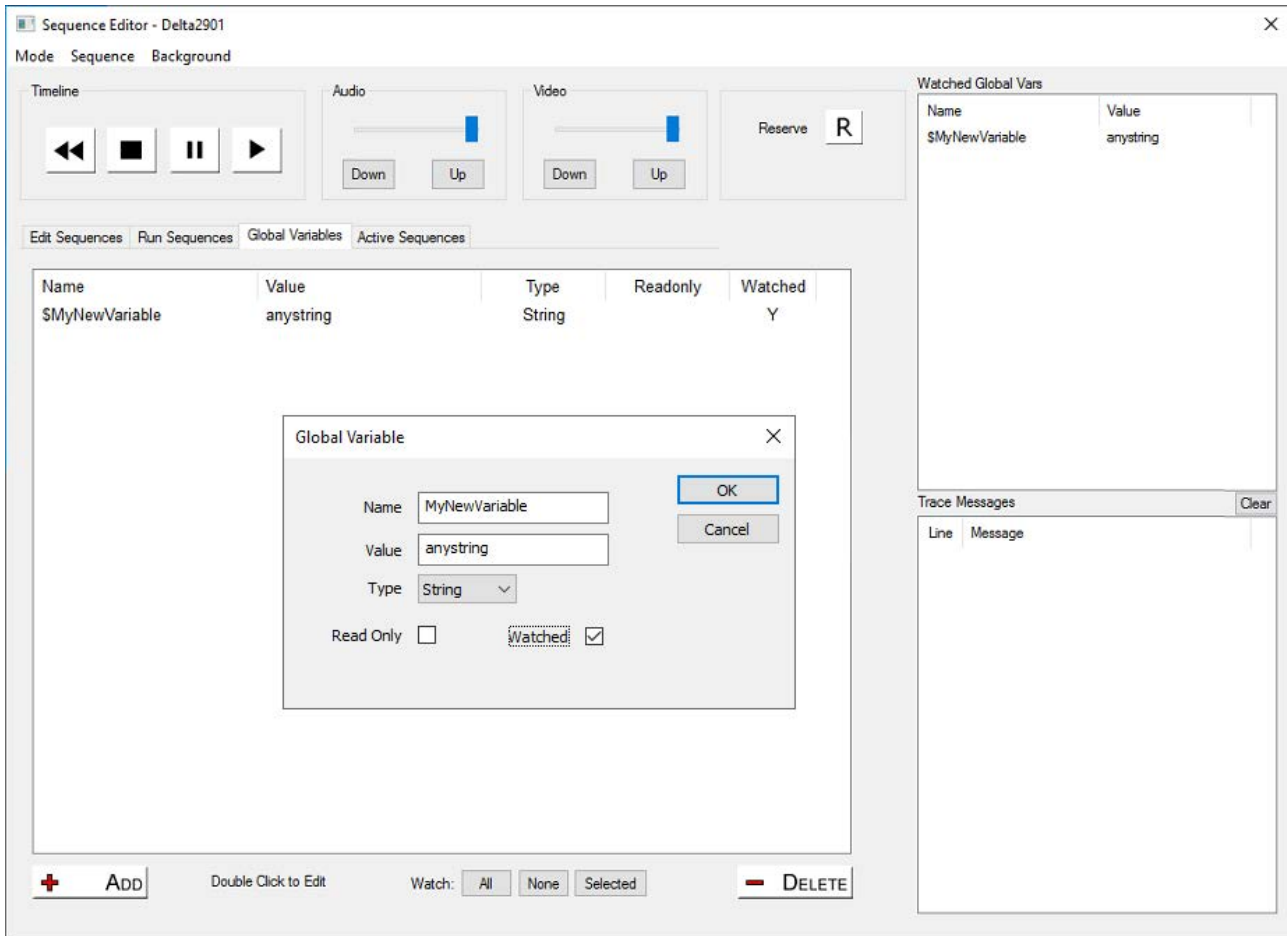 Sequence Editor - Delta2901
Mode Sequence Background
Timeline
Audio
Down Up
Video
Down Up
Reserve R
Edit Sequences Run Sequences Global Variables Active Sequences
Name Value Type Readonly Watched
$MyNewVariable anystring String Y
Global Variable
Name MyNewVariable
Value anystring
Type String
Read Only Watched
OK
Cancel
ADD Double Click to Edit Watch: All None Selected DELETE
Watched Global Vars
Name Value
$MyNewVariable anystring
Trace Messages Clear
Line Message